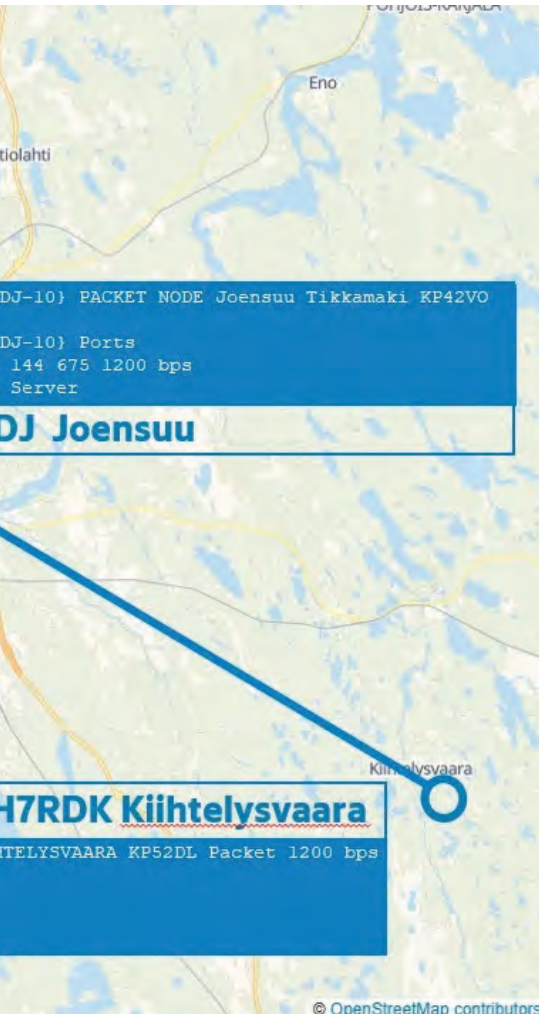 POHJOIS-KARJALA
Eno
tiolahti
DJ-10} PACKET NODE Joensuu Tikkamaki KP42VO
DJ-10} Ports
144 675 1200 bps
Server
DJ Joensuu
Kiihtelysvaara
H7RDK Kiihtelysvaara
HTELYSVAARA KP52DL Packet 1200 bps
© OpenStreetMap contributors